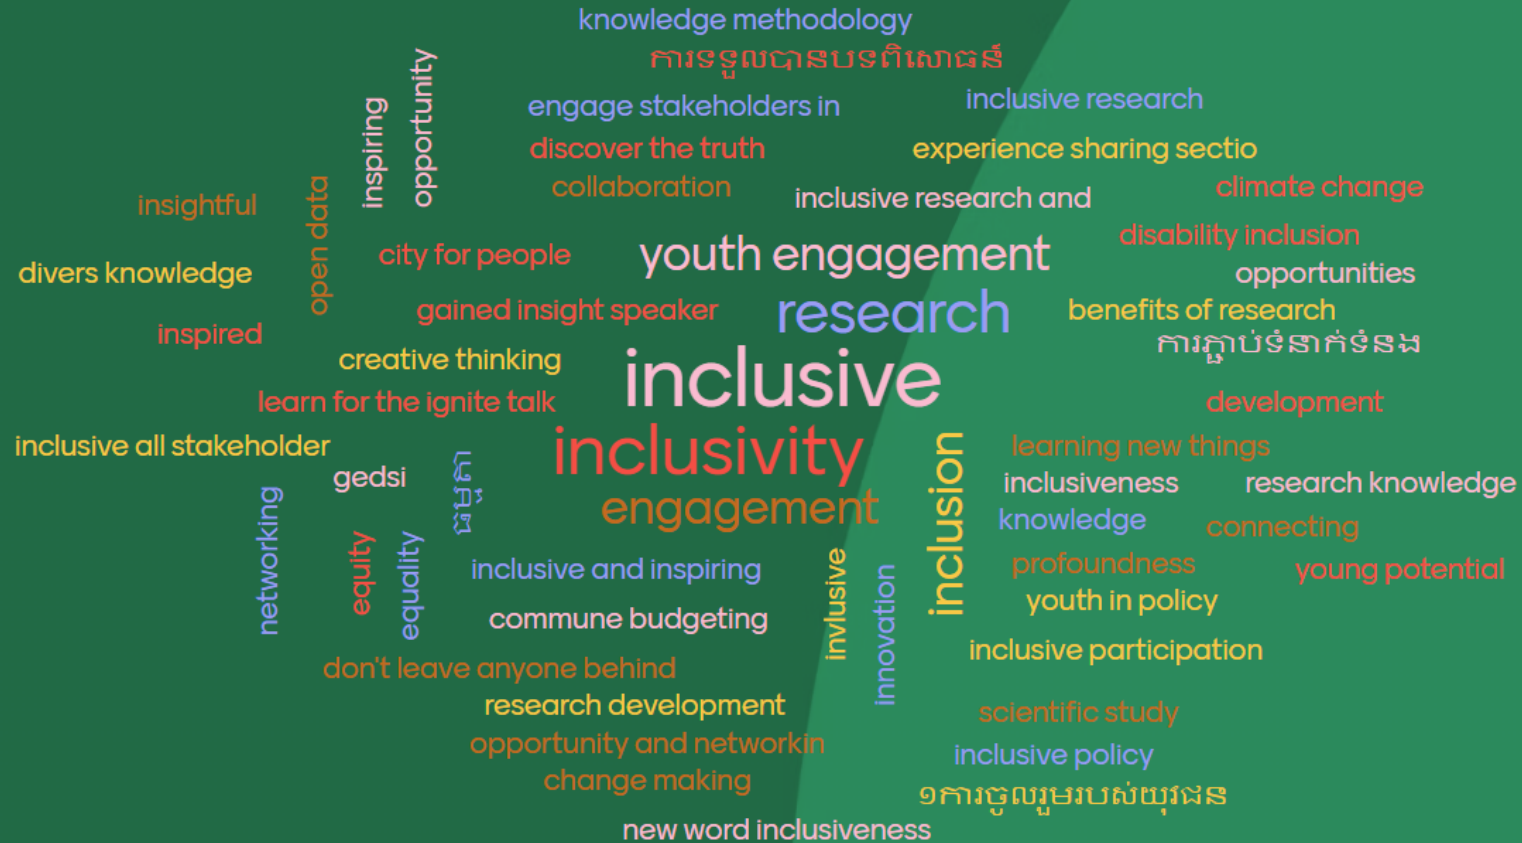 knowledge methodology
ការទទួលបានបទពិសោធន៍
opportunity
inspiring
engage stakeholders in
inclusive research
discover the truth
experience sharing sectio
collaboration
inclusive research and
climate change
insightful
open data
city for people
youth engagement
disability inclusion
divers knowledge
opportunities
gained insight speaker
research
benefits of research
inspired
ការភ្ជាប់ទំនាក់ទំនង
creative thinking
inclusive
learn for the ignite talk
development
inclusive all stakeholder
inclusivity
inclusion
learning new things
gedsi
ធម្មតា
inclusiveness
research knowledge
networking
engagement
knowledge
connecting
equity
equality
inclusive and inspiring
invlusive
innovation
profoundness
young potential
youth in policy
commune budgeting
inclusive participation
don't leave anyone behind
research development
scientific study
opportunity and networkin
inclusive policy
change making
១ការចូលរួមរបស់យុវជន
new word inclusiveness